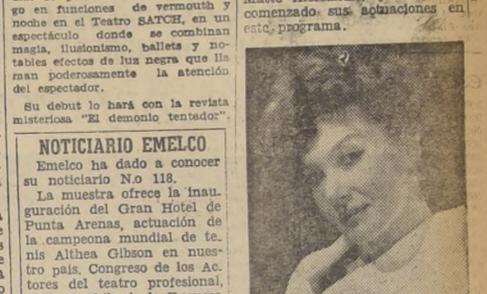 go en funciones de vermouth y
noche en el Teatro SATCH, en un
espectáculo donde se combinan
magia, ilusionismo, ballets y no-
tables efectos de luz negra que lla
man poderosamente la atención
del espectador.
Su debut lo hará con la revista
misteriosa "El demonio tentador".
NOTICIARIO EMELCO
Emelco ha dado a conocer
su noticiario N.o 118.
La muestra ofrece la inau-
guración del Gran Hotel de
Punta Arenas, actuación de
la campeona mundial de te-
nis Althea Gibson en nues-
tro país, Congreso de los Ac-
tores del teatro profesional,
comenzado sus actuaciones en
este programa.